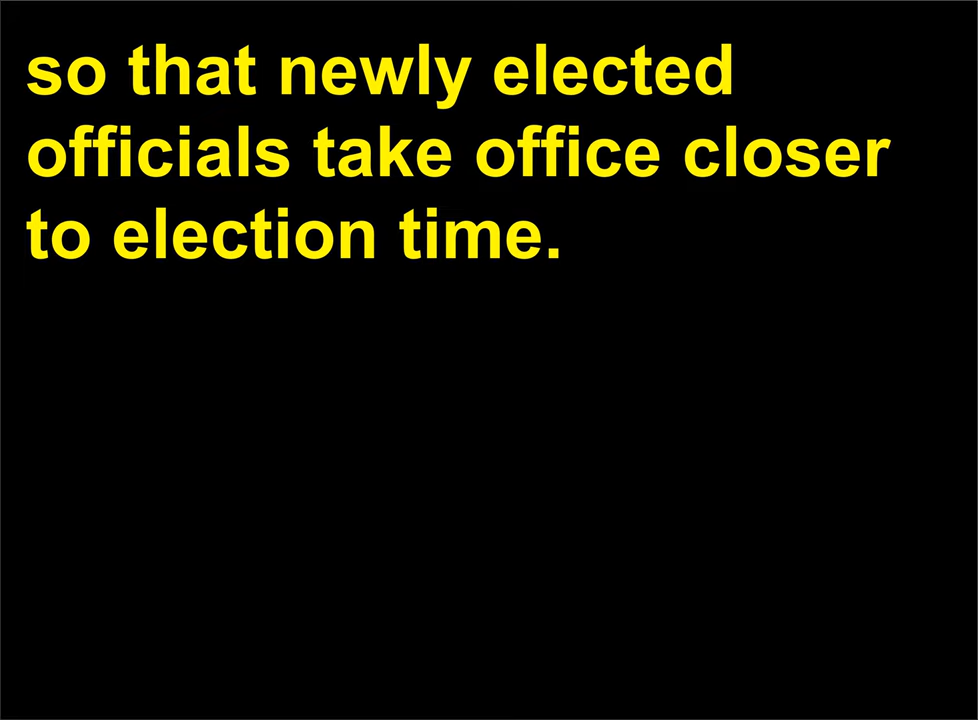 so that newly elected
officials take office closer
to election time.